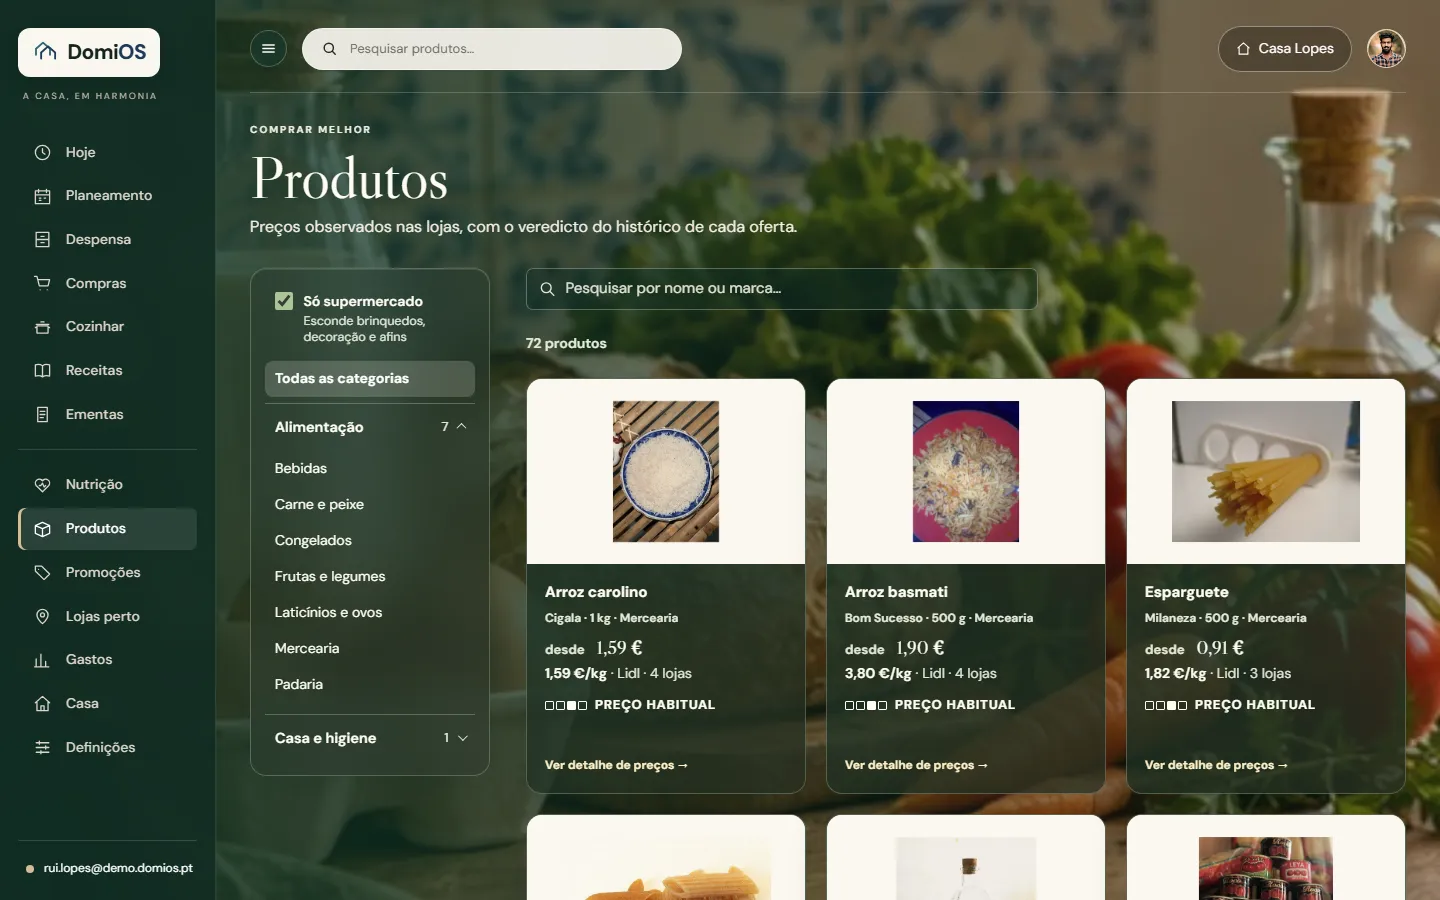 DomiOS
A CASA, EM HARMONIA
Hoje
Planeamento
Despensa
Compras
Cozinhar
Receitas
Ementas
Nutrição
Produtos
Promoções
Lojas perto
Gastos
Casa
Definições
rui.lopes@demo.domios.pt
Pesquisar produtos...
Casa Lopes
COMPRAR MELHOR
Produtos
Preços observados nas lojas, com o veredicto do histórico de cada oferta.
Só supermercado
Esconde brinquedos,
decoração e afins
Todas as categorias
Alimentação 7
Bebidas
Carne e peixe
Congelados
Frutas e legumes
Laticínios e ovos
Mercearia
Padaria
Casa e higiene 1
Pesquisar por nome ou marca...
72 produtos
Arroz carolino
Cigala · 1 kg · Mercearia
desde 1,59 €
1,59 €/kg · Lidl · 4 lojas
PREÇO HABITUAL
Ver detalhe de preços →
Arroz basmati
Bom Sucesso · 500 g · Mercearia
desde 1,90 €
3,80 €/kg · Lidl · 4 lojas
PREÇO HABITUAL
Ver detalhe de preços →
Esparguete
Milaneza · 500 g · Mercearia
desde 0,91 €
1,82 €/kg · Lidl · 3 lojas
PREÇO HABITUAL
Ver detalhe de preços →